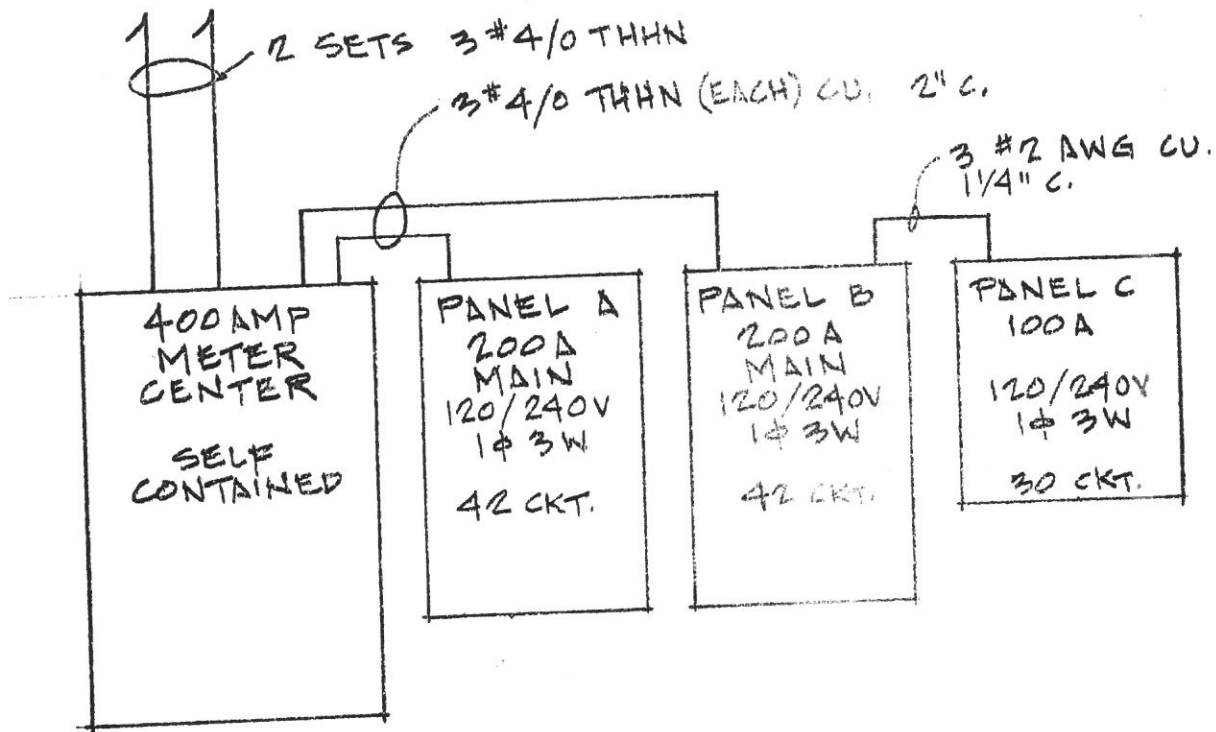 2 SETS 3 #4/0 THHN
3 #4/0 THHN (EACH) CU. 2" C.
3 #2 AWG CU.
1 1/4" C.
400 AMP
METER
CENTER
SELF
CONTAINED
PANEL A
200A
MAIN
120/240V
1ϕ 3W
42 CKT.
PANEL B
200A
MAIN
120/240V
1ϕ 3W
42 CKT.
PANEL C
100A
120/240V
1ϕ 3W
30 CKT.